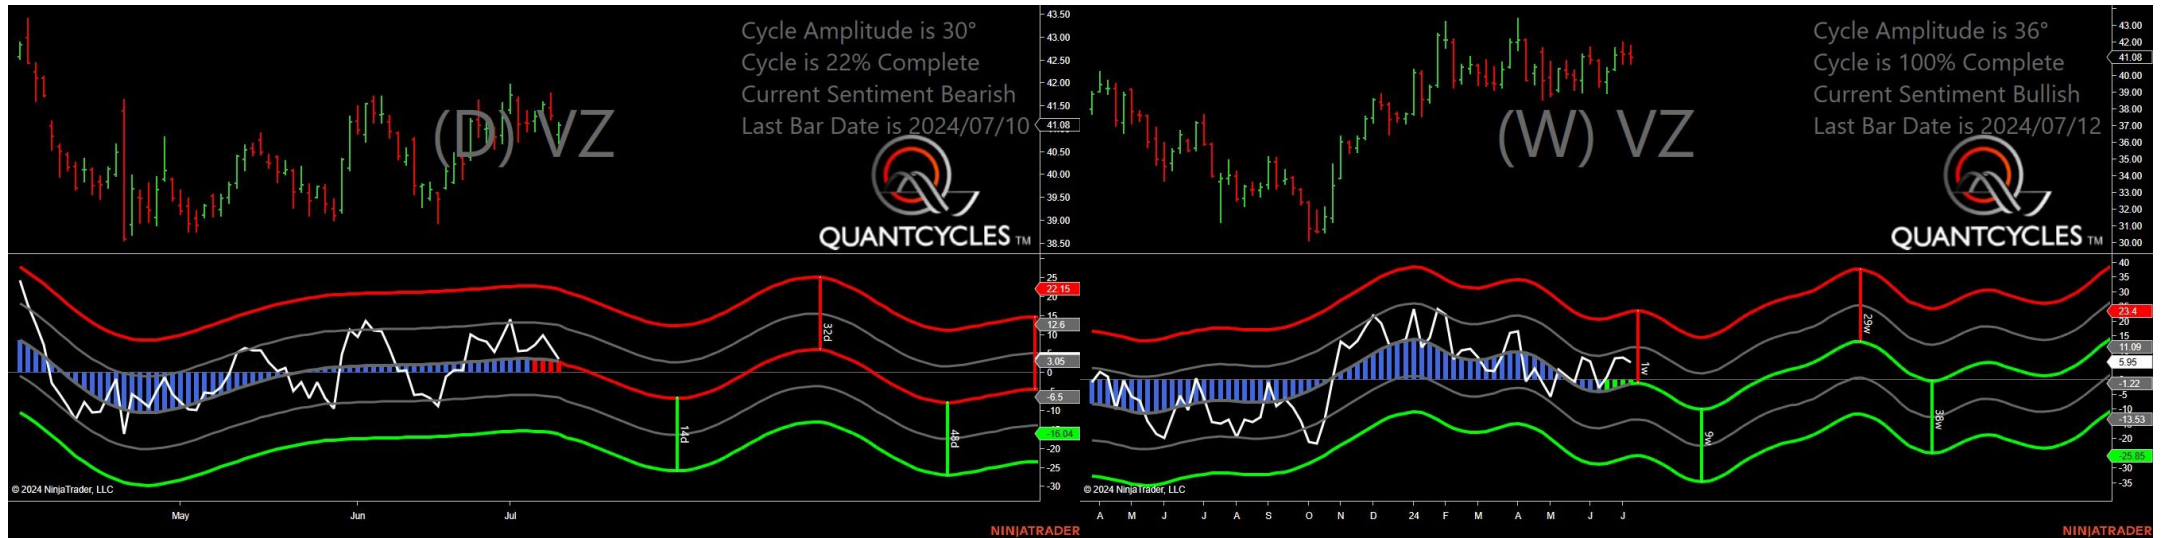 Cycle Amplitude is 30°
Cycle is 22% Complete
Current Sentiment Bearish
Last Bar Date is 2024/07/10
(D) VZ
QUANTCYCLES TM
43.50
43.00
42.50
42.00
41.50
41.08
40.50
40.00
39.50
39.00
38.50
25
22.15
20
15
12.6
3.05
0
-6.5
-10
-16.04
-20
-25
-30
32d
14d
48d
© 2024 NinjaTrader, LLC
May Jun Jul
NINJATRADER
Cycle Amplitude is 36°
Cycle is 100% Complete
Current Sentiment Bullish
Last Bar Date is 2024/07/12
(W) VZ
QUANTCYCLES TM
43.00
42.00
41.08
40.00
39.00
38.00
37.00
36.00
35.00
34.00
33.00
32.00
31.00
30.00
40
35
30
23.4
20
15
11.09
5.95
-1.22
-5
-13.53
-20
-25.85
-30
-35
1w
29w
9w
38w
© 2024 NinjaTrader, LLC
A M J J A S O N D 24 F M A M J J
NINJATRADER